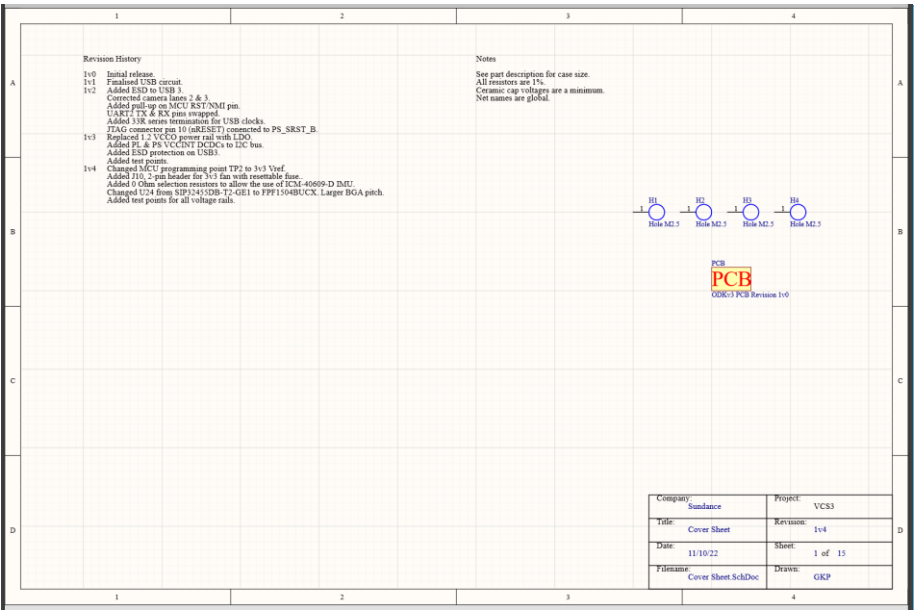 1 2 3 4
A A
Revision History
1v0 Initial release.
1v1 Finalised USB circuit.
1v2 Added ESD to USB 3.
Corrected camera lanes 2 & 3.
Added pull-up on MCU RST/NMI pin.
UART2 TX & RX pins swapped.
Added 33R series termination for USB clocks.
JTAG connector pin 10 (nRESET) conencted to PS_SRST_B.
1v3 Replaced 1.2 VCCO power rail with LDO.
Added PL & PS VCCINT DCDCs to I2C bus.
Added ESD protection on USB3.
Added test points.
1v4 Changed MCU programming point TP2 to 3v3 Vref.
Added J10, 2-pin header for 3v3 fan with resettable fuse..
Added 0 Ohm selection resistors to allow the use of ICM-40609-D IMU.
Changed U24 from SIP32455DB-T2-GE1 to FPF1504BUCX. Larger BGA pitch.
Added test points for all voltage rails.
Notes
See part description for case size.
All resistors are 1%.
Ceramic cap voltages are a minimum.
Net names are global.
H1 H2 H3 H4
1 1 1 1
Hole M2.5 Hole M2.5 Hole M2.5 Hole M2.5
B B
PCB
PCB
ODKv3 PCB Revision 1v0
C C
Company: Sundance Project: VCS3
Title: Cover Sheet Revision: 1v4
D D
Date: 11/10/22 Sheet: 1 of 15
Filename: Cover Sheet.SchDoc Drawn: GKP
1 2 3 4